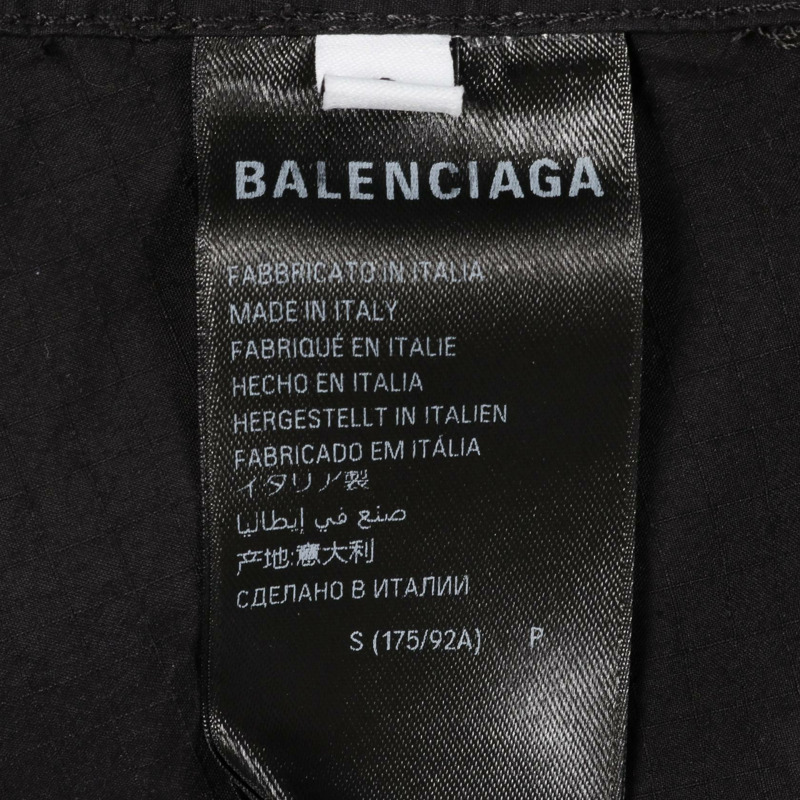 BALENCIAGA
FABBRICATO IN ITALIA
MADE IN ITALY
FABRIQUÉ EN ITALIE
HECHO EN ITALIA
HERGESTELLT IN ITALIEN
FABRICADO EM ITÁLIA
イタリア製
صنع في إيطاليا
产地:意大利
СДЕЛАНО В ИТАЛИИ
S (175/92A) P